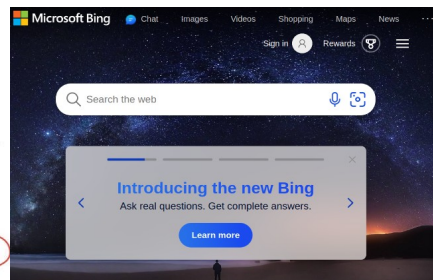 Microsoft Bing Chat Images Videos Shopping Maps News ...
Sign in Rewards
Search the web
Introducing the new Bing
Ask real questions. Get complete answers.
Learn more